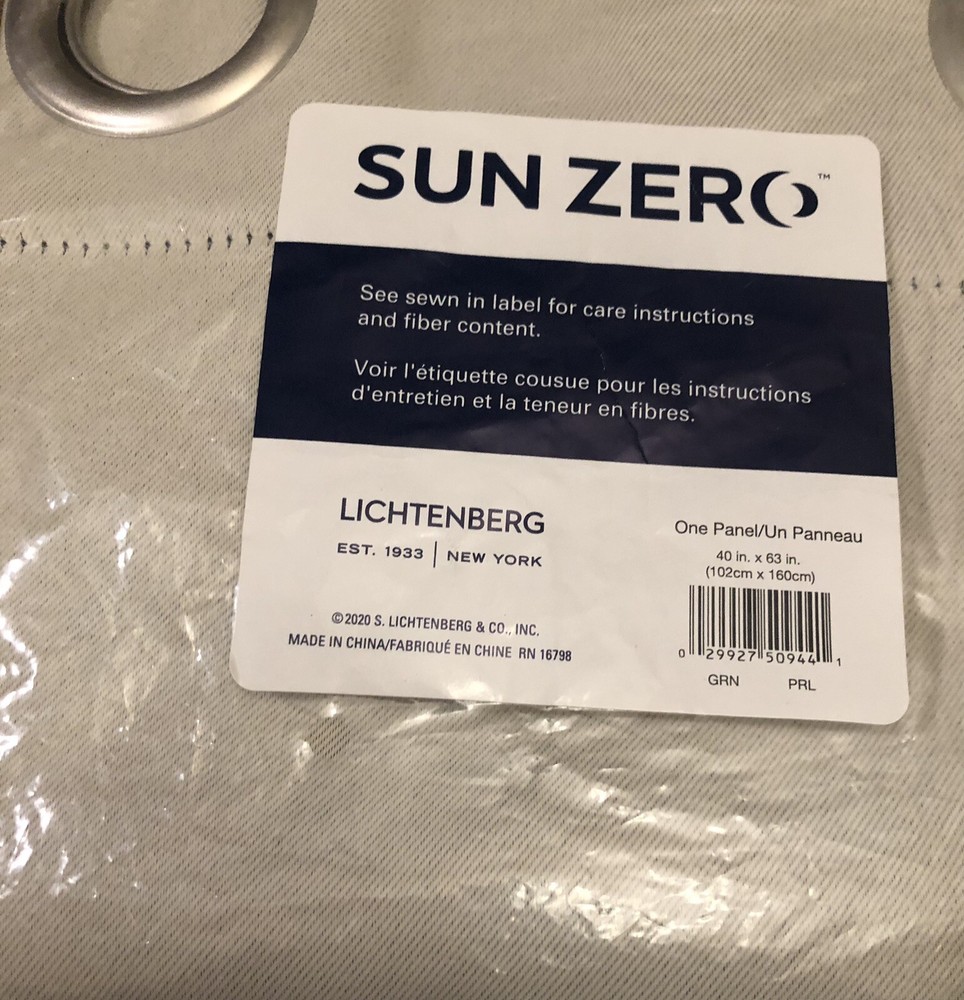 SUN ZERO™
See sewn in label for care instructions
and fiber content.
Voir l'étiquette cousue pour les instructions
d'entretien et la teneur en fibres.
LICHTENBERG
EST. 1933 | NEW YORK
©2020 S. LICHTENBERG & CO., INC.
MADE IN CHINA/FABRIQUÉ EN CHINE RN 16798
One Panel/Un Panneau
40 in. x 63 in.
(102cm x 160cm)
0 29927 50944 1
GRN PRL